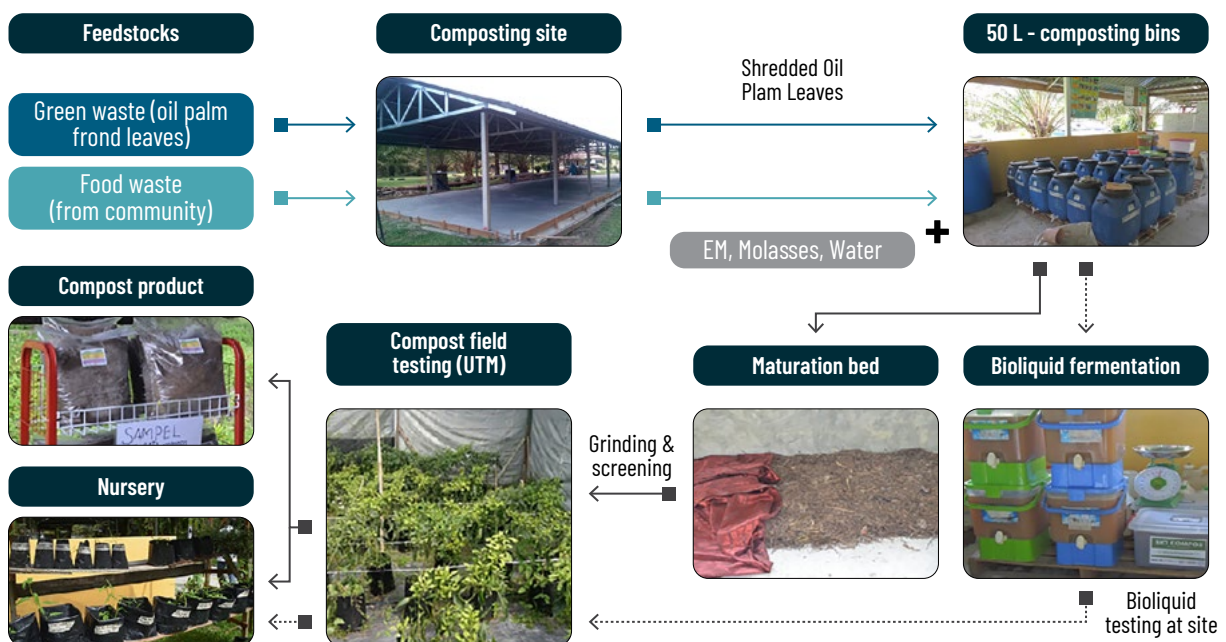 Feedstocks
Composting site
50 L - composting bins
Green waste (oil palm
frond leaves)
Food waste
(from community)
Shredded Oil
Plam Leaves
EM, Molasses, Water
+
Compost product
SAMPEL
Compost field
testing (UTM)
Maturation bed
Bioliquid fermentation
Grinding &
screening
Nursery
Bioliquid
testing at site